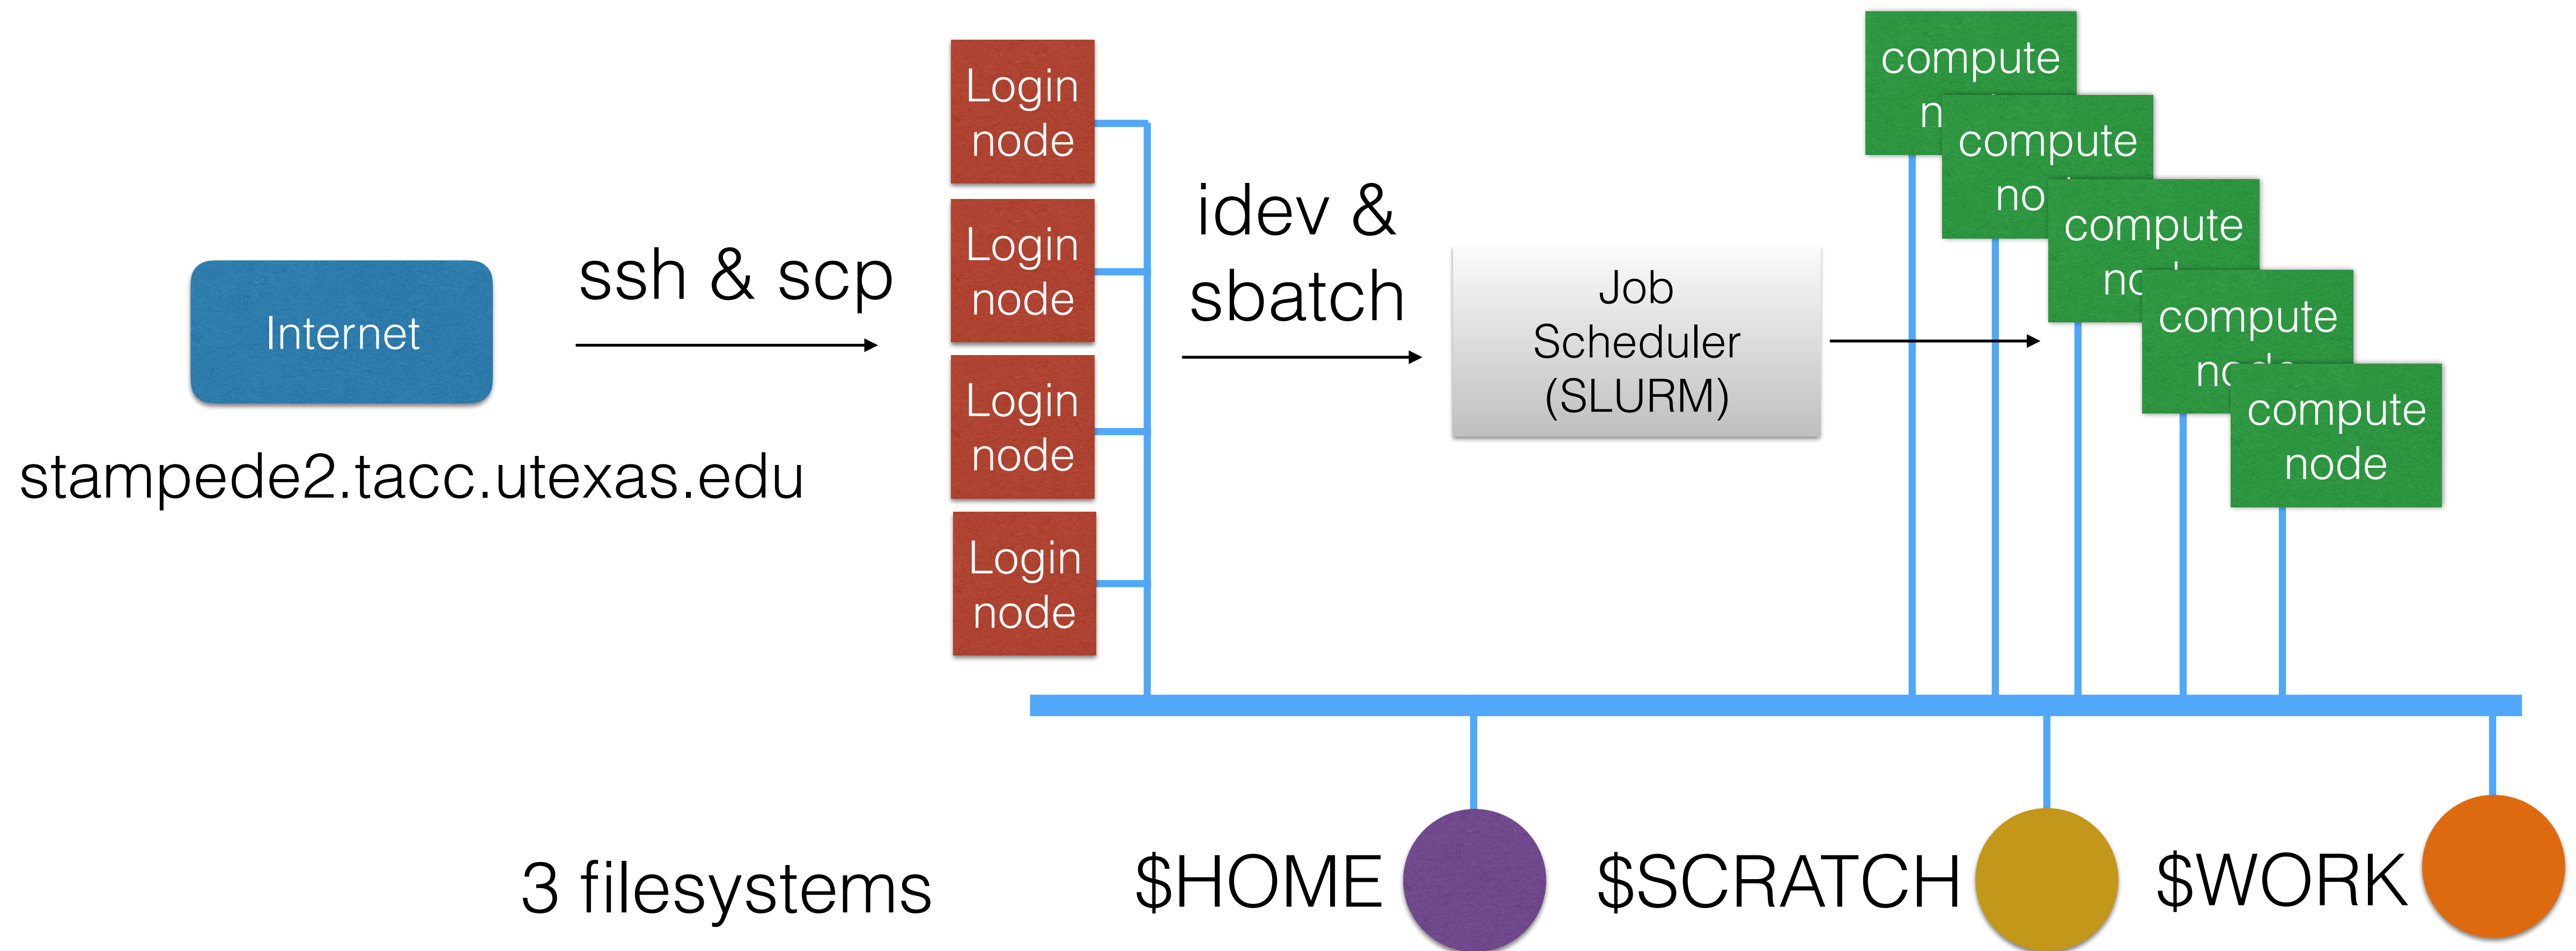 Internet
stampede2.tacc.utexas.edu
ssh & scp
Login
node
Login
node
Login
node
Login
node
idev &
sbatch
Job
Scheduler
(SLURM)
compute
compute
compute
compute
compute
node
3 filesystems
$HOME
$SCRATCH
$WORK